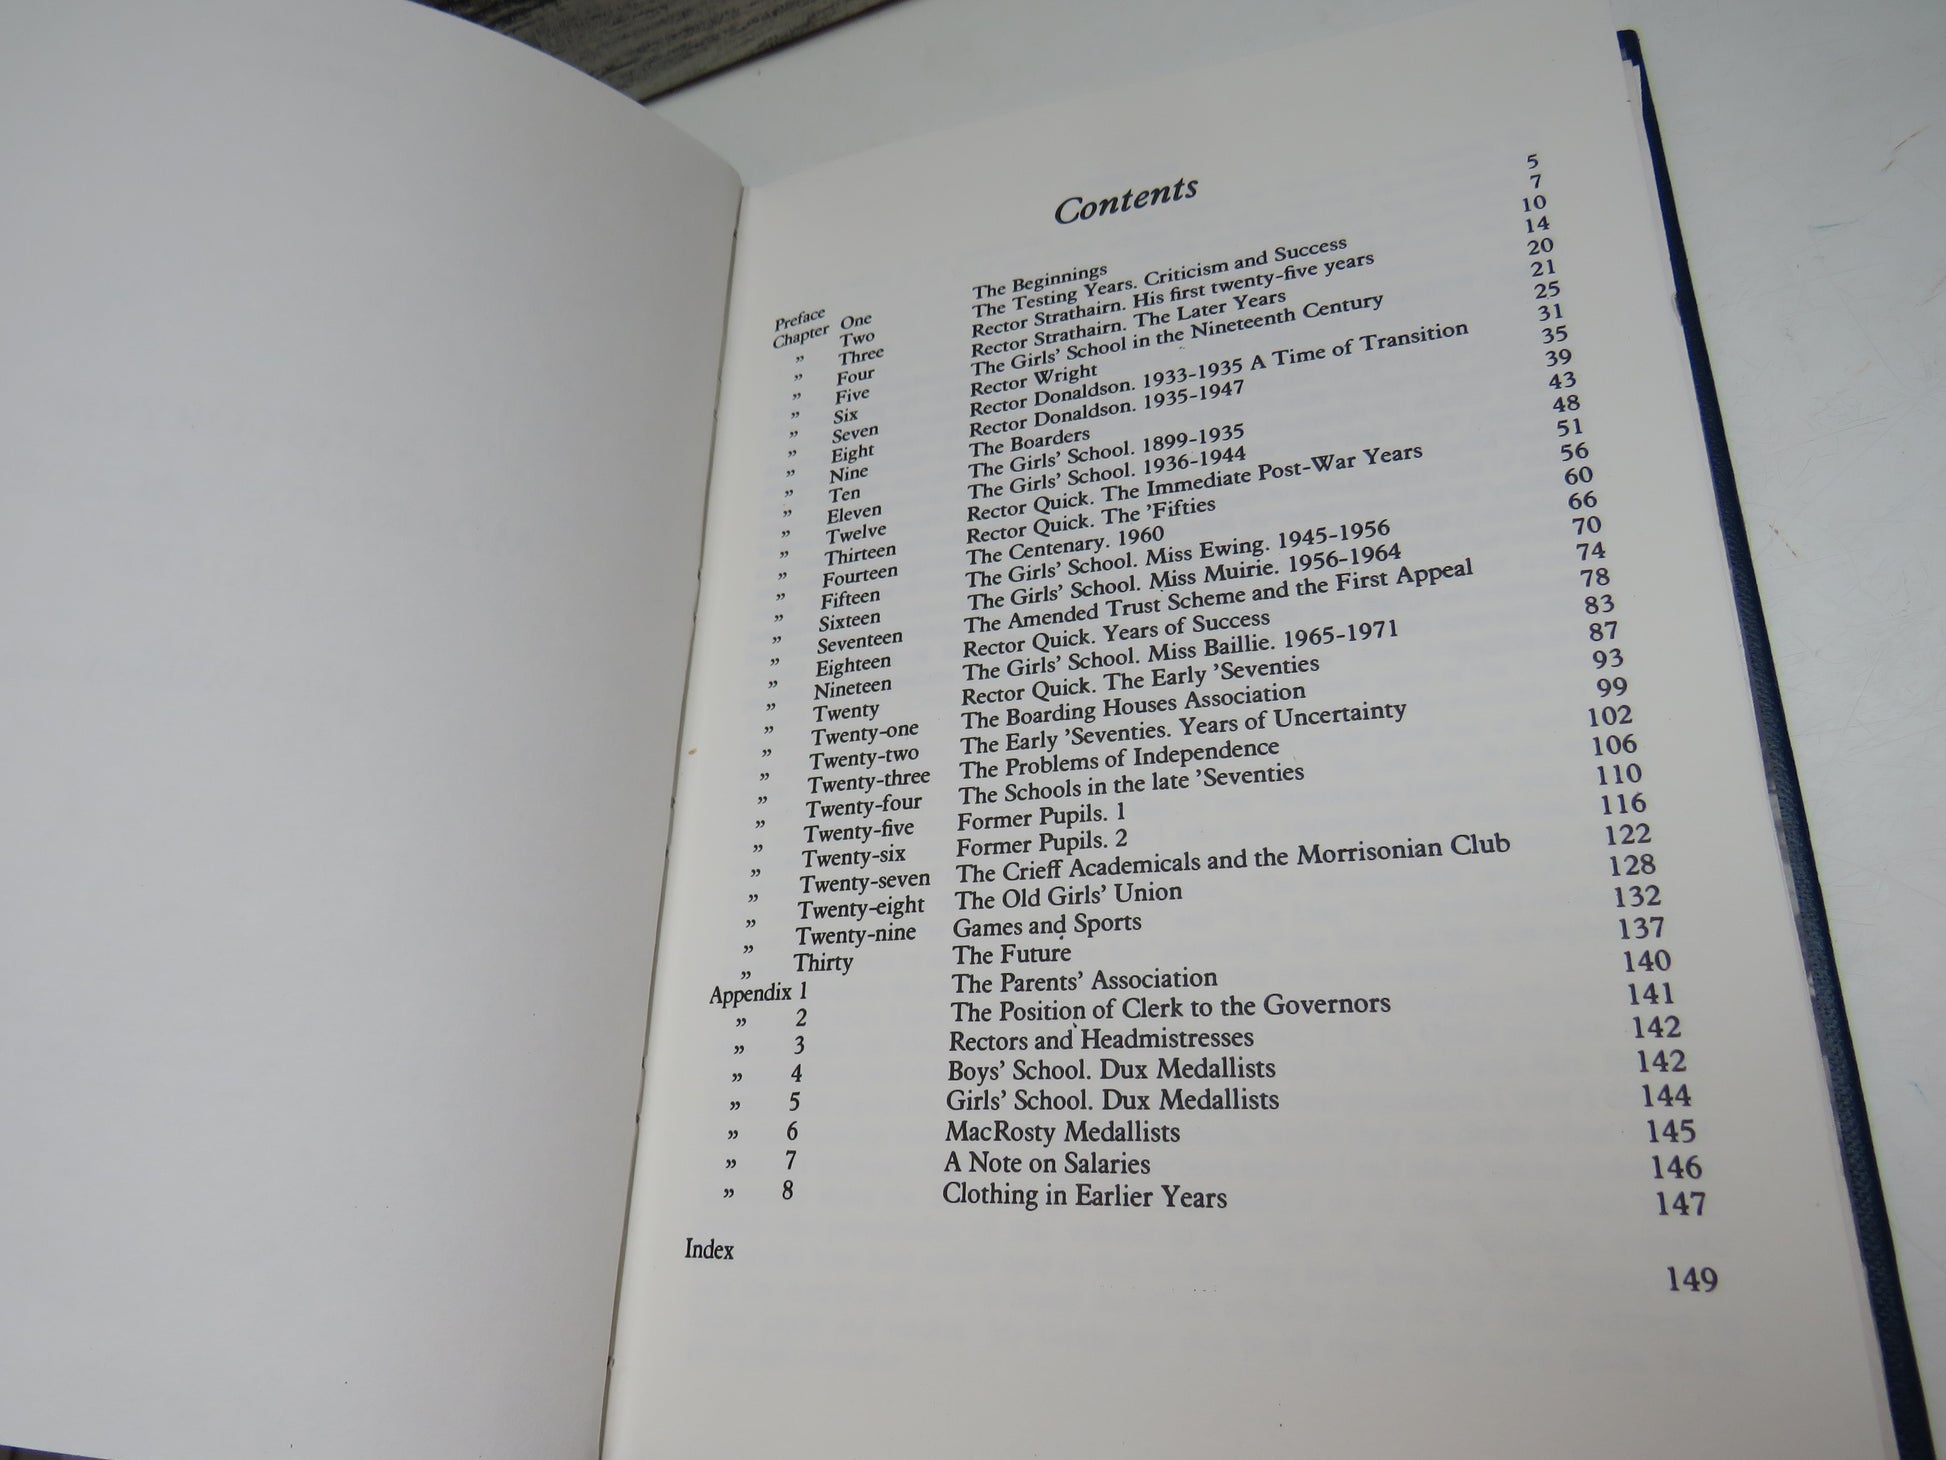 Contents
Preface 5
Chapter One The Beginnings 7
” Two The Testing Years. Criticism and Success 10
” Three Rector Strathairn. His first twenty-five years 14
” Four Rector Strathairn. The Later Years 20
” Five The Girls’ School in the Nineteenth Century 21
” Six Rector Wright 25
” Seven Rector Donaldson. 1933-1935 A Time of Transition 31
” Eight Rector Donaldson. 1935-1947 35
” Nine The Boarders 39
” Ten The Girls’ School. 1899-1935 43
” Eleven The Girls’ School. 1936-1944 48
” Twelve Rector Quick. The Immediate Post-War Years 51
” Thirteen Rector Quick. The ’Fifties 56
” Fourteen The Centenary. 1960 60
” Fifteen The Girls’ School. Miss Ewing. 1945-1956 66
” Sixteen The Girls’ School. Miss Muirie. 1956-1964 70
” Seventeen The Amended Trust Scheme and the First Appeal 74
” Eighteen Rector Quick. Years of Success 78
” Nineteen The Girls’ School. Miss Baillie. 1965-1971 83
” Twenty Rector Quick. The Early ’Seventies 87
” Twenty-one The Boarding Houses Association 93
” Twenty-two The Early ’Seventies. Years of Uncertainty 99
” Twenty-three The Problems of Independence 102
” Twenty-four The Schools in the late ’Seventies 106
” Twenty-five Former Pupils. 1 110
” Twenty-six Former Pupils. 2 116
” Twenty-seven The Crieff Academicals and the Morrisonian Club 122
” Twenty-eight The Old Girls’ Union 128
” Twenty-nine Games and Sports 132
” Thirty The Future 137
Appendix 1 The Parents’ Association 140
” 2 The Position of Clerk to the Governors 141
” 3 Rectors and Headmistresses 142
” 4 Boys’ School. Dux Medallists 142
” 5 Girls’ School. Dux Medallists 144
” 6 MacRosty Medallists 145
” 7 A Note on Salaries 146
” 8 Clothing in Earlier Years 147
Index 149